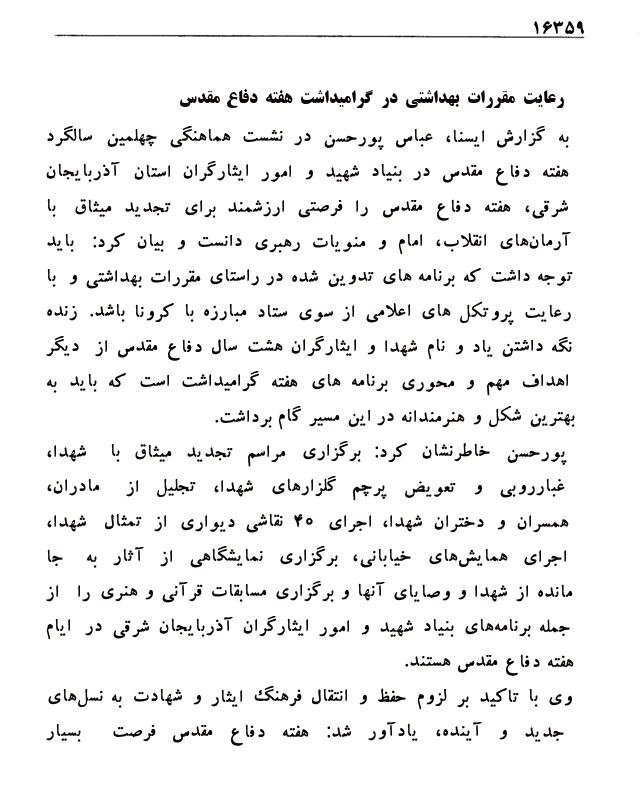 ۱۶۳۵۹
رعایت مقررات بهداشتی در گرامیداشت هفته دفاع مقدس
به گزارش ایسنا، عباس پورحسن در نشست هماهنگی چهلمین سالگرد
هفته دفاع مقدس در بنیاد شهید و امور ایثارگران استان آذربایجان
شرقی، هفته دفاع مقدس را فرصتی ارزشمند برای تجدید میثاق با
آرمان‌های انقلاب، امام و منویات رهبری دانست و بیان کرد: باید
توجه داشت که برنامه های تدوین شده در راستای مقررات بهداشتی و با
رعایت پروتکل های اعلامی از سوی ستاد مبارزه با کرونا باشد. زنده
نگه داشتن یاد و نام شهدا و ایثارگران هشت سال دفاع مقدس از دیگر
اهداف مهم و محوری برنامه های هفته گرامیداشت است که باید به
بهترین شکل و هنرمندانه در این مسیر گام برداشت.
پورحسن خاطرنشان کرد: برگزاری مراسم تجدید میثاق با شهدا،
غبارروبی و تعویض پرچم گلزارهای شهدا، تجلیل از مادران،
همسران و دختران شهدا، اجرای ۴۰ نقاشی دیواری از تمثال شهدا،
اجرای همایش‌های خیابانی، برگزاری نمایشگاهی از آثار به جا
مانده از شهدا و وصایای آنها و برگزاری مسابقات قرآنی و هنری را از
جمله برنامه‌های بنیاد شهید و امور ایثارگران آذربایجان شرقی در ایام
هفته دفاع مقدس هستند.
وی با تاکید بر لزوم حفظ و انتقال فرهنگ ایثار و شهادت به نسل‌های
جدید و آینده، یادآور شد: هفته دفاع مقدس فرصت بسیار